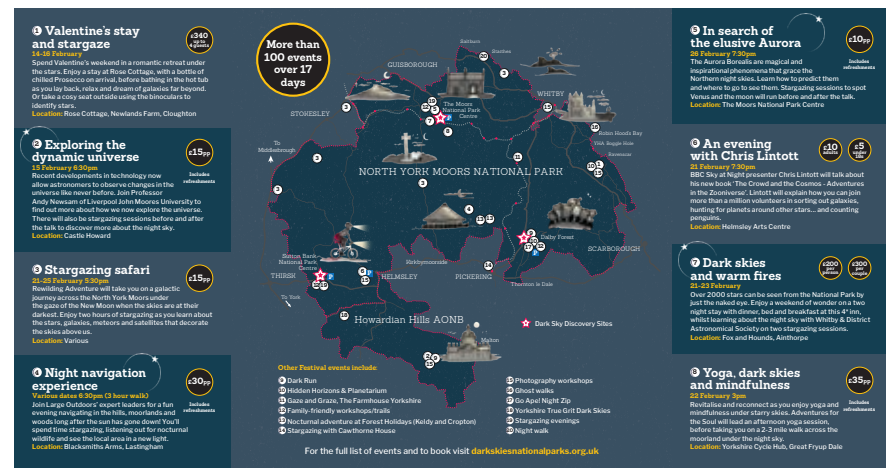 1 Valentine's stay
and stargaze
14-16 February
£340
up to
4 guests
Spend Valentine's weekend in a romantic retreat under
the stars. Enjoy a stay at Rose Cottage, with a bottle of
chilled Prosecco on arrival, before bathing in the hot tub
as you lay back, relax and dream of galaxies far beyond.
Or take a cosy seat outside using the binoculars to
identify stars.
Location: Rose Cottage, Newlands Farm, Cloughton
2 Exploring the
dynamic universe
15 February 6:30pm
£15pp
Includes
refreshments
Recent developments in technology now
allow astronomers to observe changes in the
universe like never before. Join Professor
Andy Newsam of Liverpool John Moores University to
find out more about how we now explore the universe.
There will also be stargazing sessions before and after
the talk to discover more about the night sky.
Location: Castle Howard
3 Stargazing safari
21-25 February 5:30pm
£15pp
Rewilding Adventure will take you on a galactic
journey across the North York Moors under
the gaze of the New Moon when the skies are at their
darkest. Enjoy two hours of stargazing as you learn about
the stars, galaxies, meteors and satellites that decorate
the skies above us.
Location: Various
4 Night navigation
experience
Various dates 6:30pm (3 hour walk)
£30pp
Includes
refreshments
Join Large Outdoors' expert leaders for a fun
evening navigating in the hills, moorlands and
woods long after the sun has gone down! You'll
spend time stargazing, listening out for nocturnal
wildlife and see the local area in a new light.
Location: Blacksmiths Arms, Lastingham
More than
100 events
over 17
days
GUISBOROUGH
Saltburn
Staithes
WHITBY
STOKESLEY
The Moors
National Park
Centre
Robin Hood's Bay
YHA Boggle Hole
Ravenscar
To
Middlesbrough
NORTH YORK MOORS NATIONAL PARK
Dalby Forest
SCARBOROUGH
Sutton Bank
National Park
Centre
THIRSK
HELMSLEY
Kirkbymoorside
PICKERING
Thornton le Dale
To York
Howardian Hills AONB
Malton
Dark Sky Discovery Sites
Other Festival events include:
9 Dark Run
10 Hidden Horizons & Planetarium
11 Gaze and Graze, The Farmhouse Yorkshire
12 Family-friendly workshops/trails
13 Nocturnal adventure at Forest Holidays (Keldy and Cropton)
14 Stargazing with Cawthorne House
15 Photography workshops
16 Ghost walks
17 Go Ape! Night Zip
18 Yorkshire True Grit Dark Skies
19 Stargazing evenings
20 Night walk
For the full list of events and to book visit darkskiesnationalparks.org.uk
5 In search of
the elusive Aurora
26 February 7:30pm
£10pp
Includes
refreshments
The Aurora Borealis are magical and
inspirational phenomena that grace the
Northern night skies. Learn how to predict them
and where to go to see them. Stargazing sessions to spot
Venus and the moon will run before and after the talk.
Location: The Moors National Park Centre
6 An evening
with Chris Lintott
21 February 7:30pm
£10
adults
£5
under
16s
BBC Sky at Night presenter Chris Lintott will talk about
his new book 'The Crowd and the Cosmos - Adventures
in the Zooniverse'. Lintott will explain how you can join
more than a million volunteers in sorting out galaxies,
hunting for planets around other stars... and counting
penguins.
Location: Helmsley Arts Centre
7 Dark skies
and warm fires
21-23 February
£200
per
person
£300
per
couple
Over 2000 stars can be seen from the National Park by
just the naked eye. Enjoy a weekend of wonder on a two
night stay with dinner, bed and breakfast at this 4* inn,
whilst learning about the night sky with Whitby & District
Astronomical Society on two stargazing sessions.
Location: Fox and Hounds, Ainthorpe
8 Yoga, dark skies
and mindfulness
22 February 3pm
£35pp
Includes
refreshments
Revitalise and reconnect as you enjoy yoga and
mindfulness under starry skies. Adventures for
the Soul will lead an afternoon yoga session,
before taking you on a 2-3 mile walk across the
moorland under the night sky.
Location: Yorkshire Cycle Hub, Great Fryup Dale